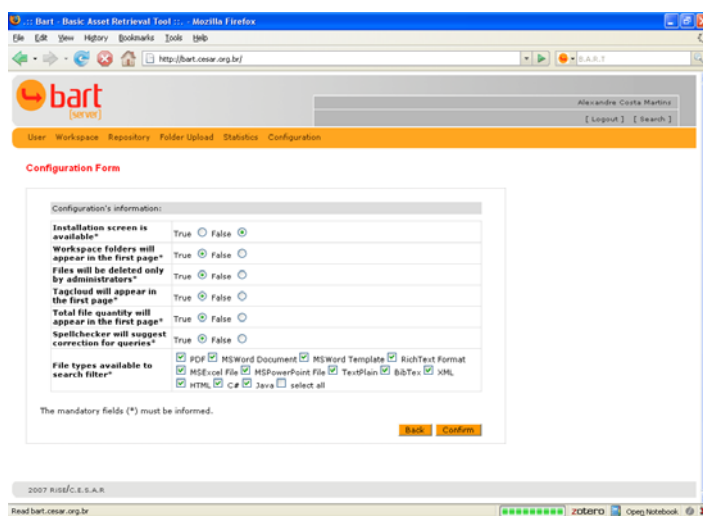 .:: Bart - Basic Asset Retrieval Tool ::. - Mozilla Firefox
File Edit View History Bookmarks Tools Help
http://bart.cesar.org.br/ B.A.R.T
bart
[server]
Alexandre Costa Martins
[ Logout ] [ Search ]
User Workspace Repository Folder Upload Statistics Configuration
Configuration Form
Configuration's information:
Installation screen is
available*
True False
Workspace folders will
appear in the first page*
True False
Files will be deleted only
by administrators*
True False
Tagcloud will appear in
the first page*
True False
Total file quantity will
appear in the first page*
True False
Spellchecker will suggest
correction for queries*
True False
File types available to
search filter*
PDF MSWord Document MSWord Template RichText Format
MSExcel File MSPowerPoint File TextPlain BibTex XML
HTML C# Java select all
The mandatory fields (*) must be informed.
Back Confirm
2007 RiSE/C.E.S.A.R
Read bart.cesar.org.br zotero Open Notebook